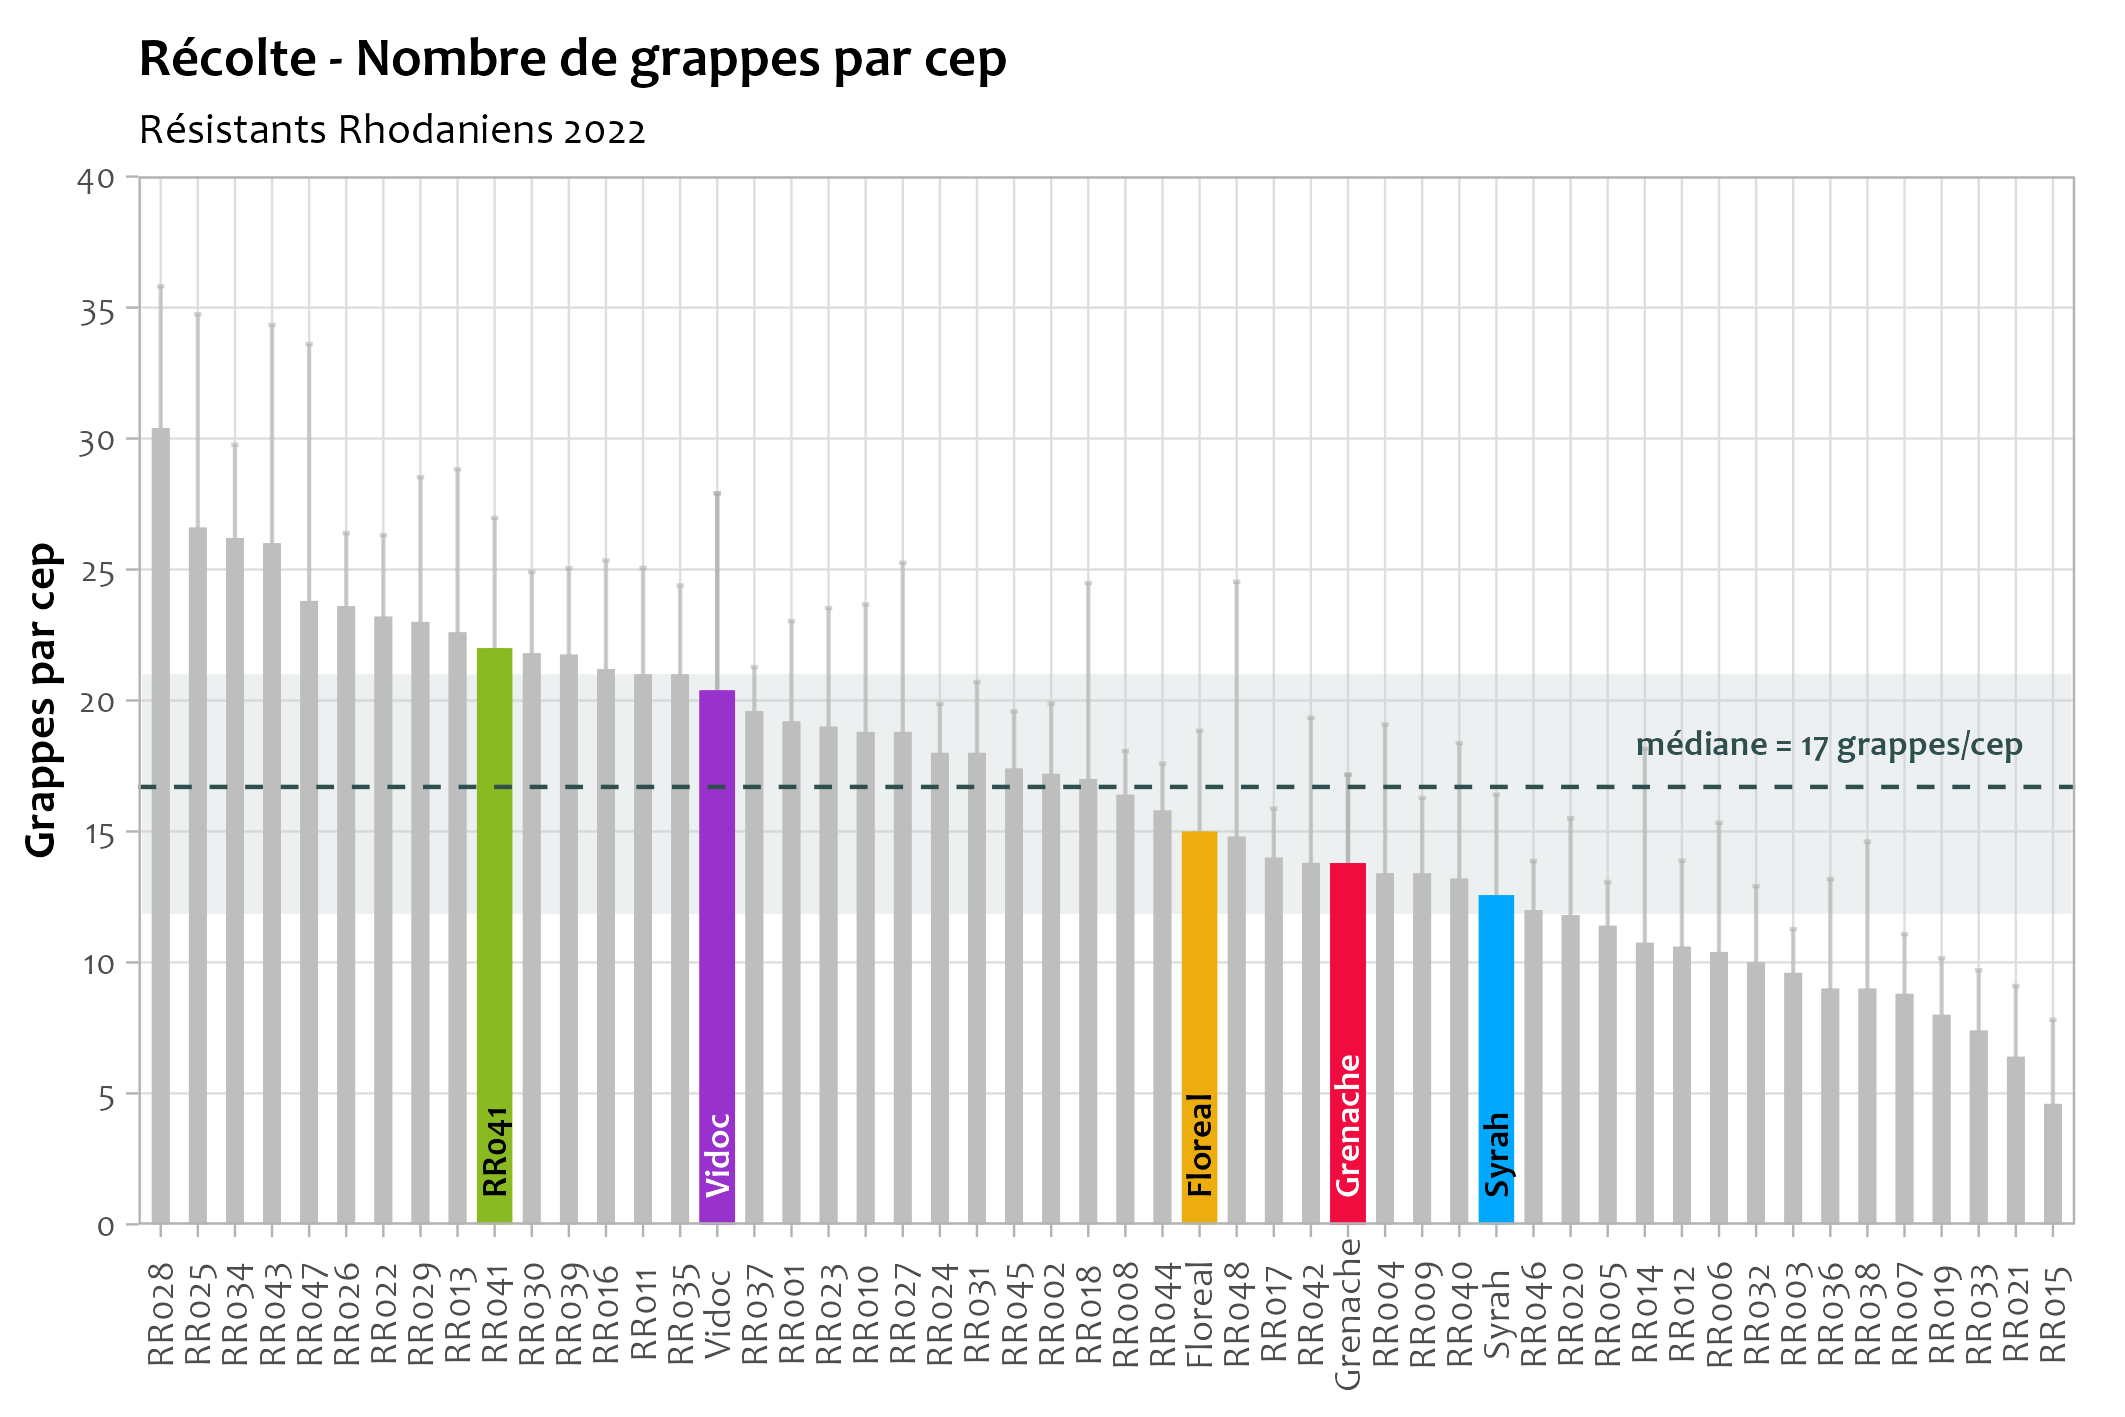 Récolte - Nombre de grappes par cep
Résistants Rhodaniens 2022
Grappes par cep
40
35
30
25
20
15
10
5
0
médiane = 17 grappes/cep
RR041
Vidoc
Floreal
Grenache
Syrah
RR028
RR025
RR034
RR043
RR047
RR026
RR022
RR029
RR013
RR041
RR030
RR039
RR016
RR011
RR035
Vidoc
RR037
RR001
RR023
RR010
RR027
RR024
RR031
RR045
RR002
RR018
RR008
RR044
Floreal
RR048
RR017
RR042
Grenache
RR004
RR009
RR040
Syrah
RR046
RR020
RR005
RR014
RR012
RR006
RR032
RR003
RR036
RR038
RR007
RR019
RR033
RR021
RR015